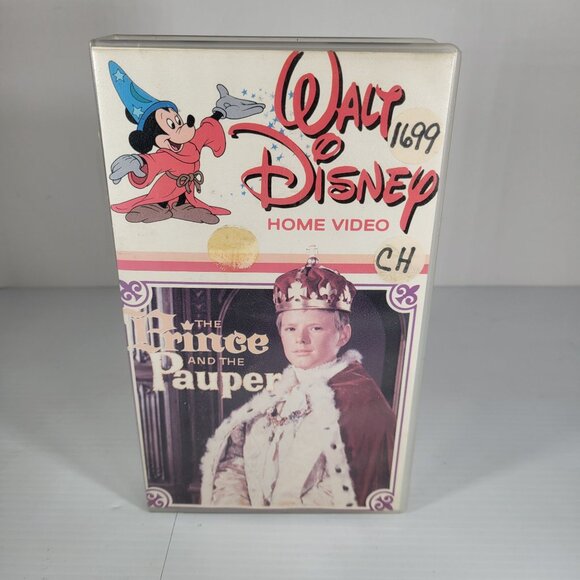 WALT
DISNEY
HOME VIDEO
1699
CH
THE
Prince
AND THE
Pauper